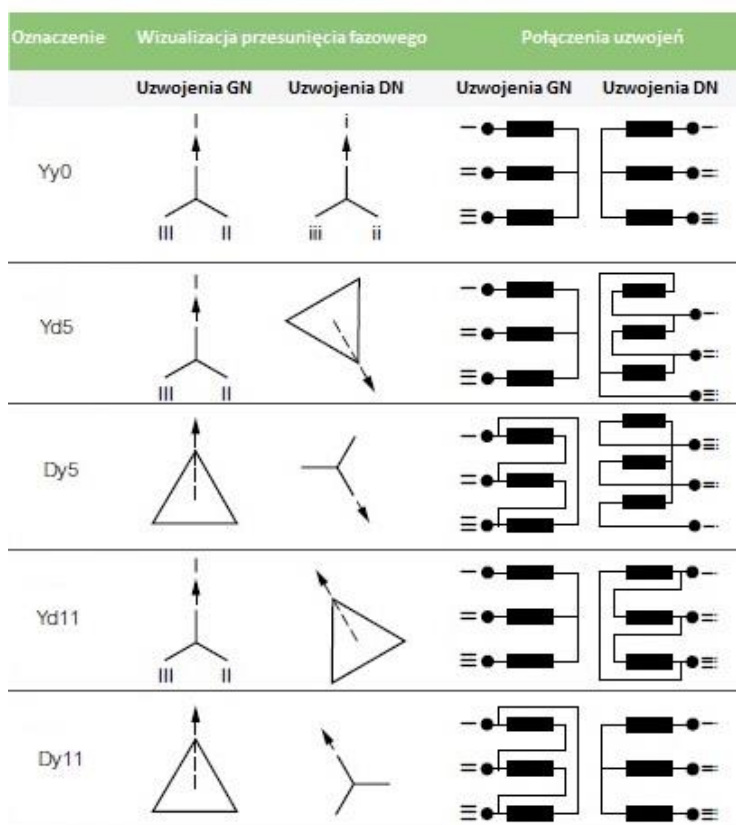 Oznaczenie Wizualizacja przesunięcia fazowego Połączenia uzwojeń
Uzwojenia GN Uzwojenia DN Uzwojenia GN Uzwojenia DN
I i
Yy0
III II iii ii
I
Yd5
III II
Dy5
I
Yd11
III II
Dy11